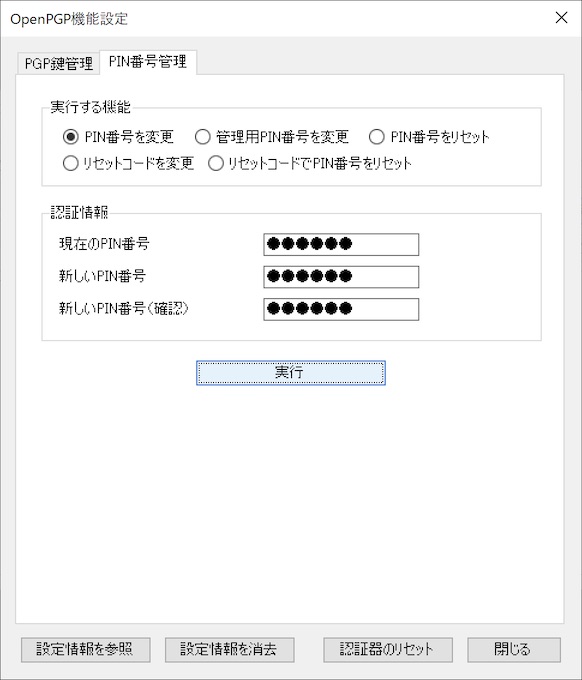 OpenPGP機能設定
PGP鍵管理 PIN番号管理
実行する機能
PIN番号を変更 管理用PIN番号を変更 PIN番号をリセット
リセットコードを変更 リセットコードでPIN番号をリセット
認証情報
現在のPIN番号 ●●●●●●
新しいPIN番号 ●●●●●●
新しいPIN番号(確認) ●●●●●●
実行
設定情報を参照 設定情報を消去 認証器のリセット 閉じる